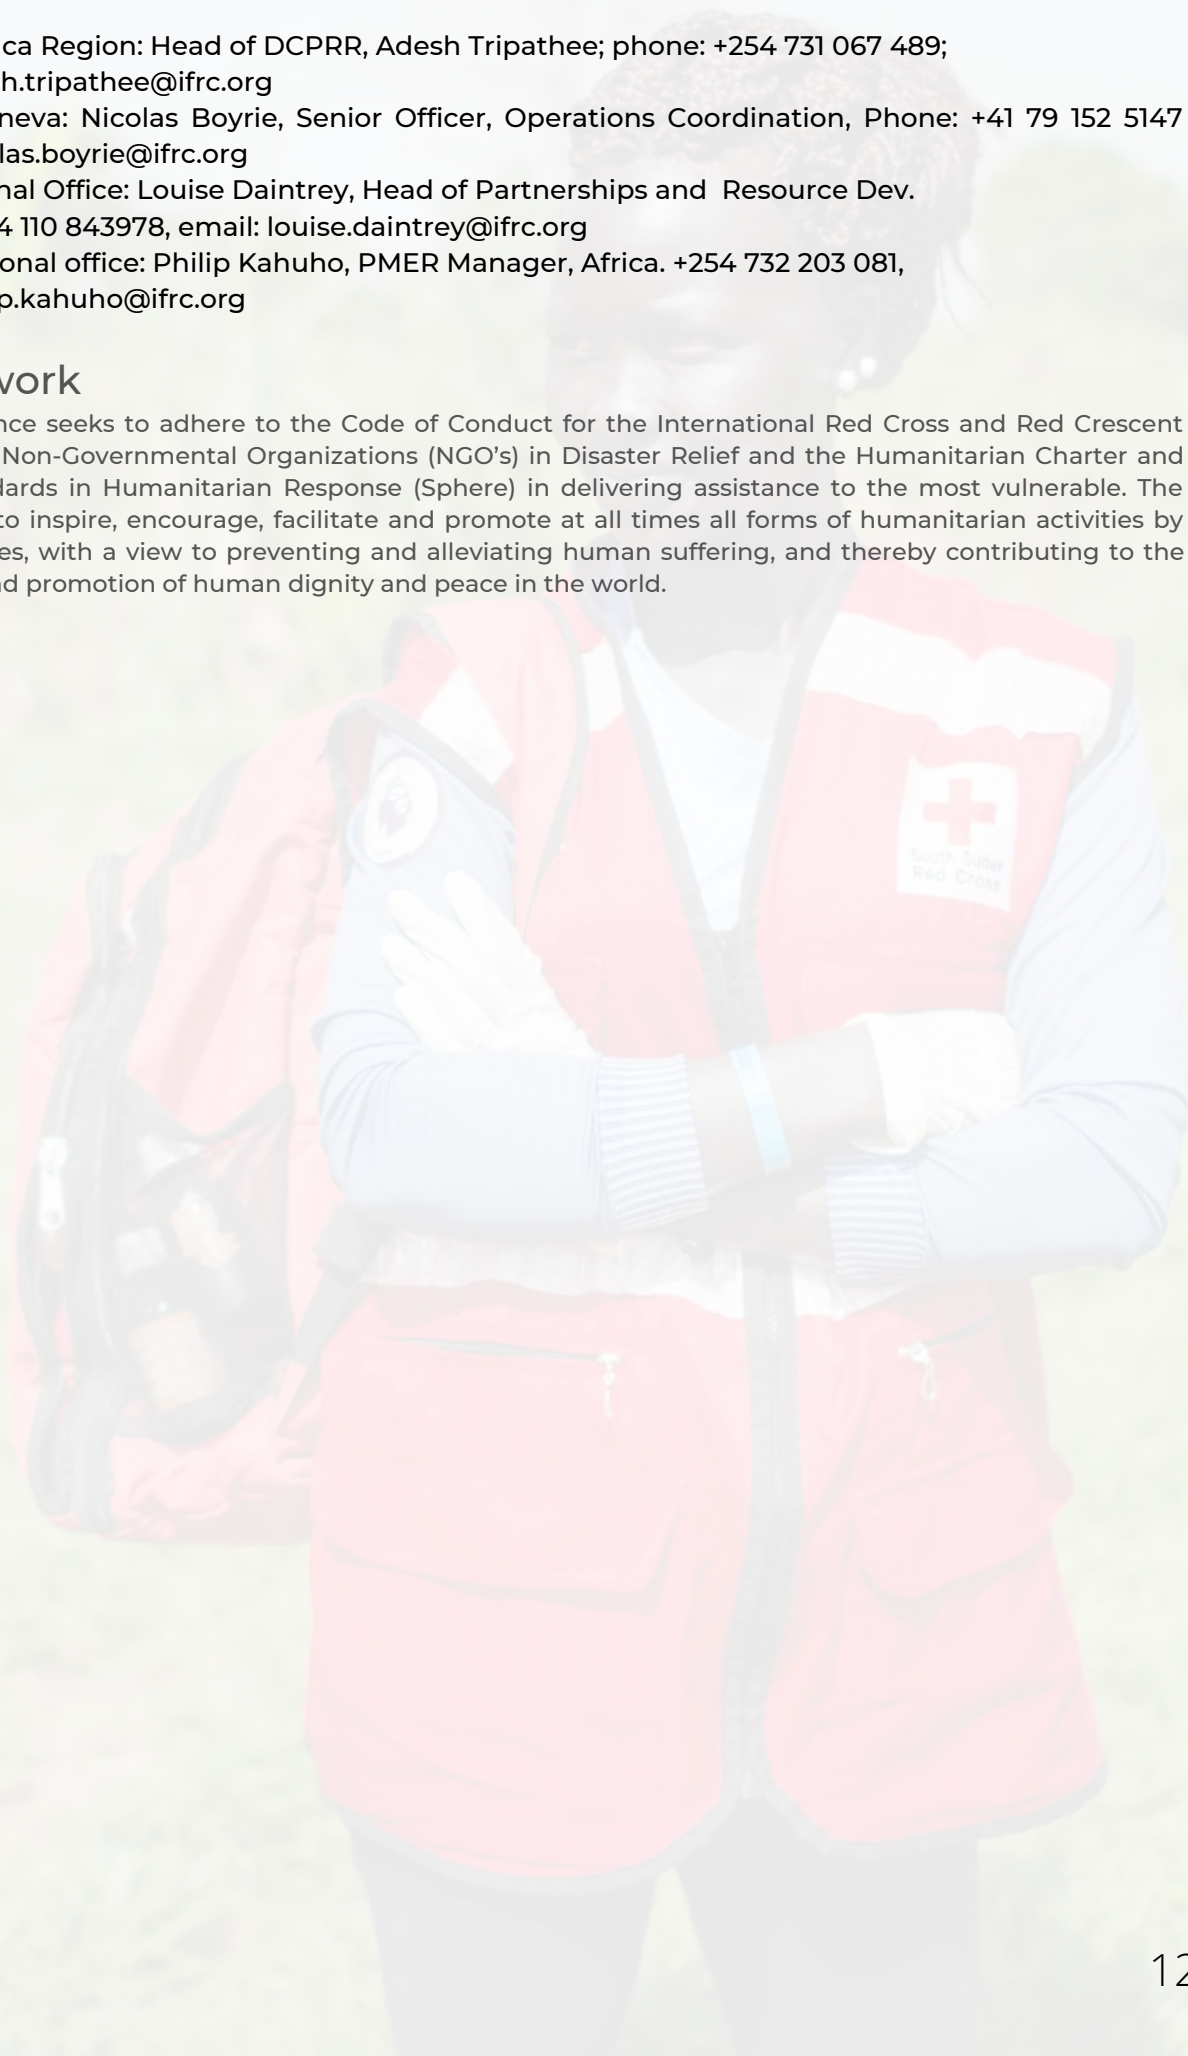 ca Region: Head of DCPRR, Adesh Tripathee; phone: +254 731 067 489;
h.tripathee@ifrc.org
neva: Nicolas Boyrie, Senior Officer, Operations Coordination, Phone: +41 79 152 5147
las.boyrie@ifrc.org
nal Office: Louise Daintrey, Head of Partnerships and Resource Dev.
4 110 843978, email: louise.daintrey@ifrc.org
onal office: Philip Kahuho, PMER Manager, Africa. +254 732 203 081,
p.kahuho@ifrc.org
work
nce seeks to adhere to the Code of Conduct for the International Red Cross and Red Crescent
Non-Governmental Organizations (NGO's) in Disaster Relief and the Humanitarian Charter and
dards in Humanitarian Response (Sphere) in delivering assistance to the most vulnerable. The
to inspire, encourage, facilitate and promote at all times all forms of humanitarian activities by
es, with a view to preventing and alleviating human suffering, and thereby contributing to the
nd promotion of human dignity and peace in the world.
South Sudan
Red Cross
12